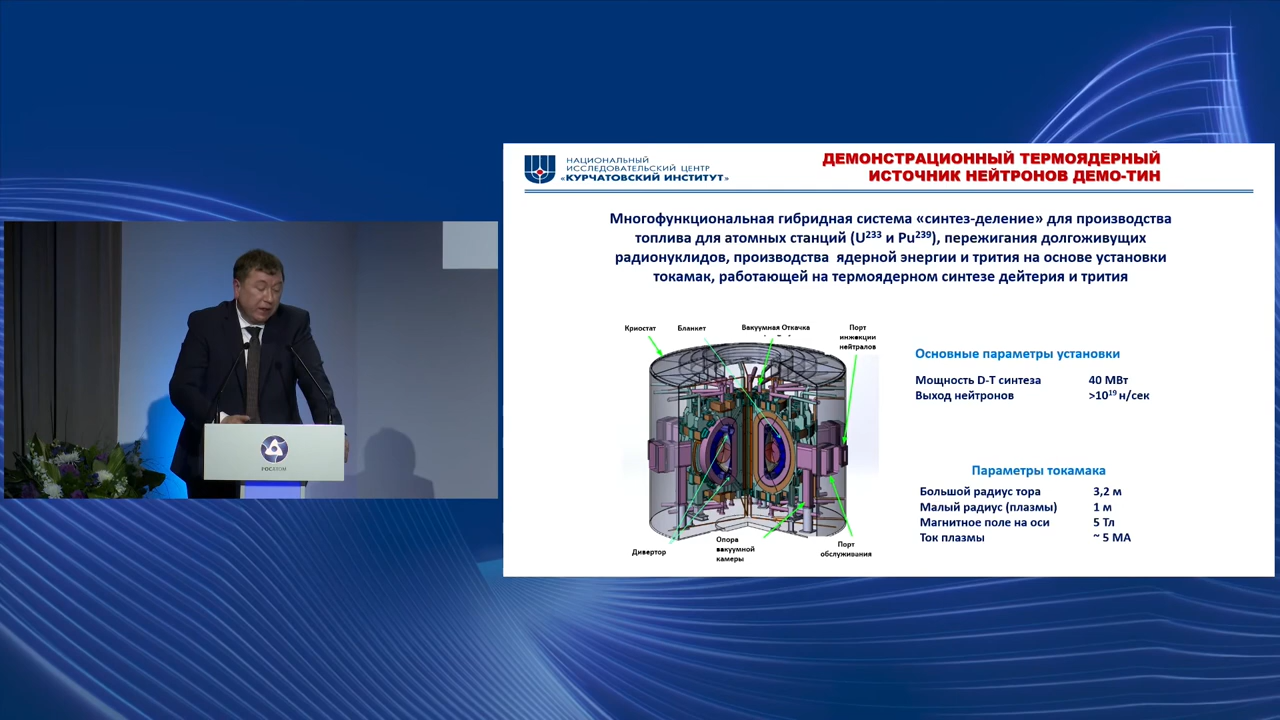 НАЦИОНАЛЬНЫЙ
ИССЛЕДОВАТЕЛЬСКИЙ ЦЕНТР
«КУРЧАТОВСКИЙ ИНСТИТУТ»
ДЕМОНСТРАЦИОННЫЙ ТЕРМОЯДЕРНЫЙ
ИСТОЧНИК НЕЙТРОНОВ ДЕМО-ТИН
Многофункциональная гибридная система «синтез-деление» для производства
топлива для атомных станций (U²³³ и Pu²³⁹), пережигания долгоживущих
радионуклидов, производства ядерной энергии и трития на основе установки
токамак, работающей на термоядерном синтезе дейтерия и трития
Криостат
Бланкет
Вакуумная Откачка
Порт
инжекции
нейтралов
Дивертор
Опора
вакуумной
камеры
Порт
обслуживания
Основные параметры установки
Мощность D-T синтеза 40 МВт
Выход нейтронов >10¹⁹ н/сек
Параметры токамака
Большой радиус тора 3,2 м
Малый радиус (плазмы) 1 м
Магнитное поле на оси 5 Тл
Ток плазмы ~ 5 МА
РОСАТОМ